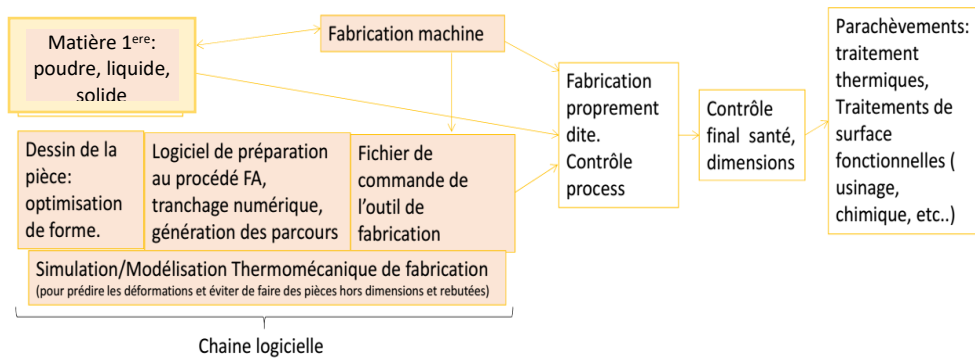 Matière 1ere:
poudre, liquide,
solide
Fabrication machine
Fabrication
proprement
dite.
Contrôle
process
Contrôle
final santé,
dimensions
Parachèvements:
traitement
thermiques,
Traitements de
surface
fonctionnelles (
usinage,
chimique, etc..)
Dessin de la
pièce:
optimisation
de forme.
Logiciel de préparation
au procédé FA,
tranchage numérique,
génération des parcours
Fichier de
commande de
l’outil de
fabrication
Simulation/Modélisation Thermomécanique de fabrication
(pour prédire les déformations et éviter de faire des pièces hors dimensions et rebutées)
Chaine logicielle